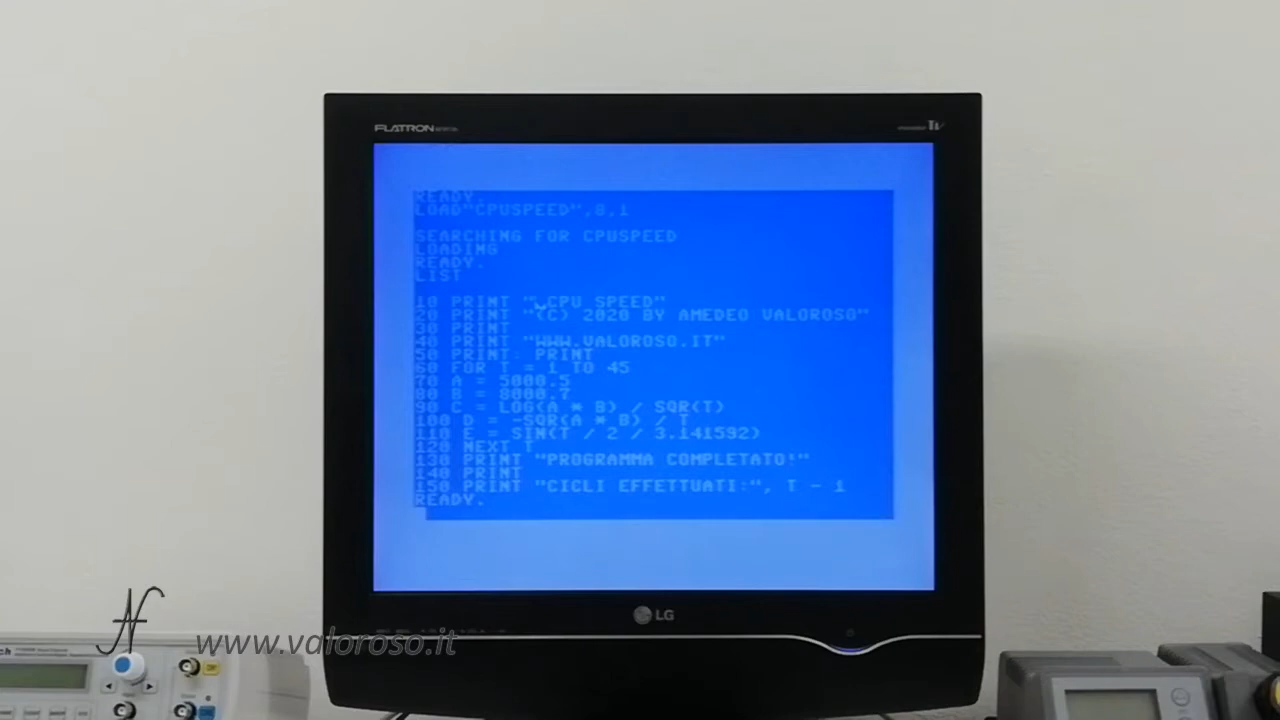 FLATRON
READY.
LOAD"CPUSPEED",8,1
SEARCHING FOR CPUSPEED
LOADING
READY.
LIST
10 PRINT " CPU SPEED"
20 PRINT "(C) 2020 BY AMEDEO VALOROSO"
30 PRINT
40 PRINT "WWW.VALOROSO.IT"
50 PRINT: PRINT
60 FOR T = 1 TO 45
70 A = 5000.5
80 B = 8000.7
90 C = LOG(A * B) / SQR(T)
100 D = -SQR(A * B) / T
110 E = SIN(T / 2 / 3.141592)
120 NEXT T
130 PRINT "PROGRAMMA COMPLETATO!"
140 PRINT
150 PRINT "CICLI EFFETTUATI:", T - 1
READY.
LG
www.valoroso.it